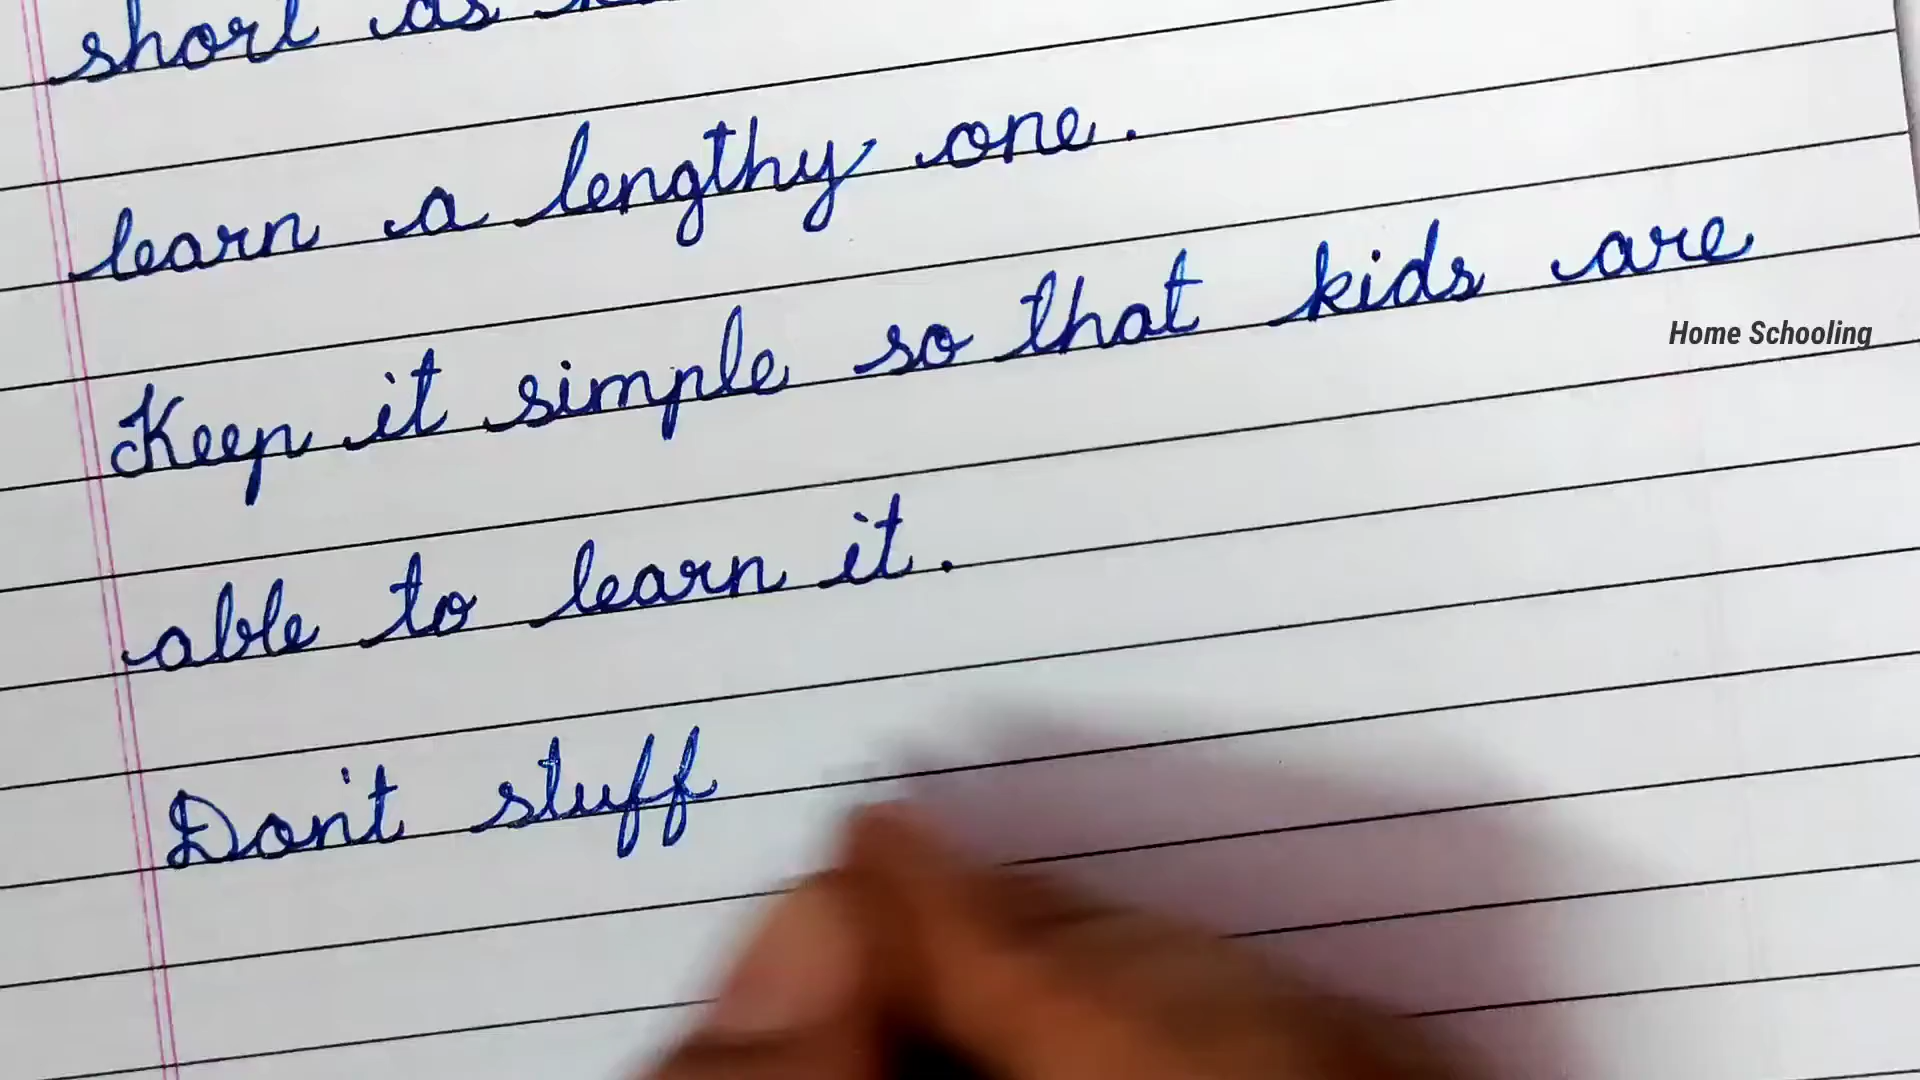 short as
learn a lengthy one.
Keep it simple so that kids are
Home Schooling
able to learn it.
Don't stuff